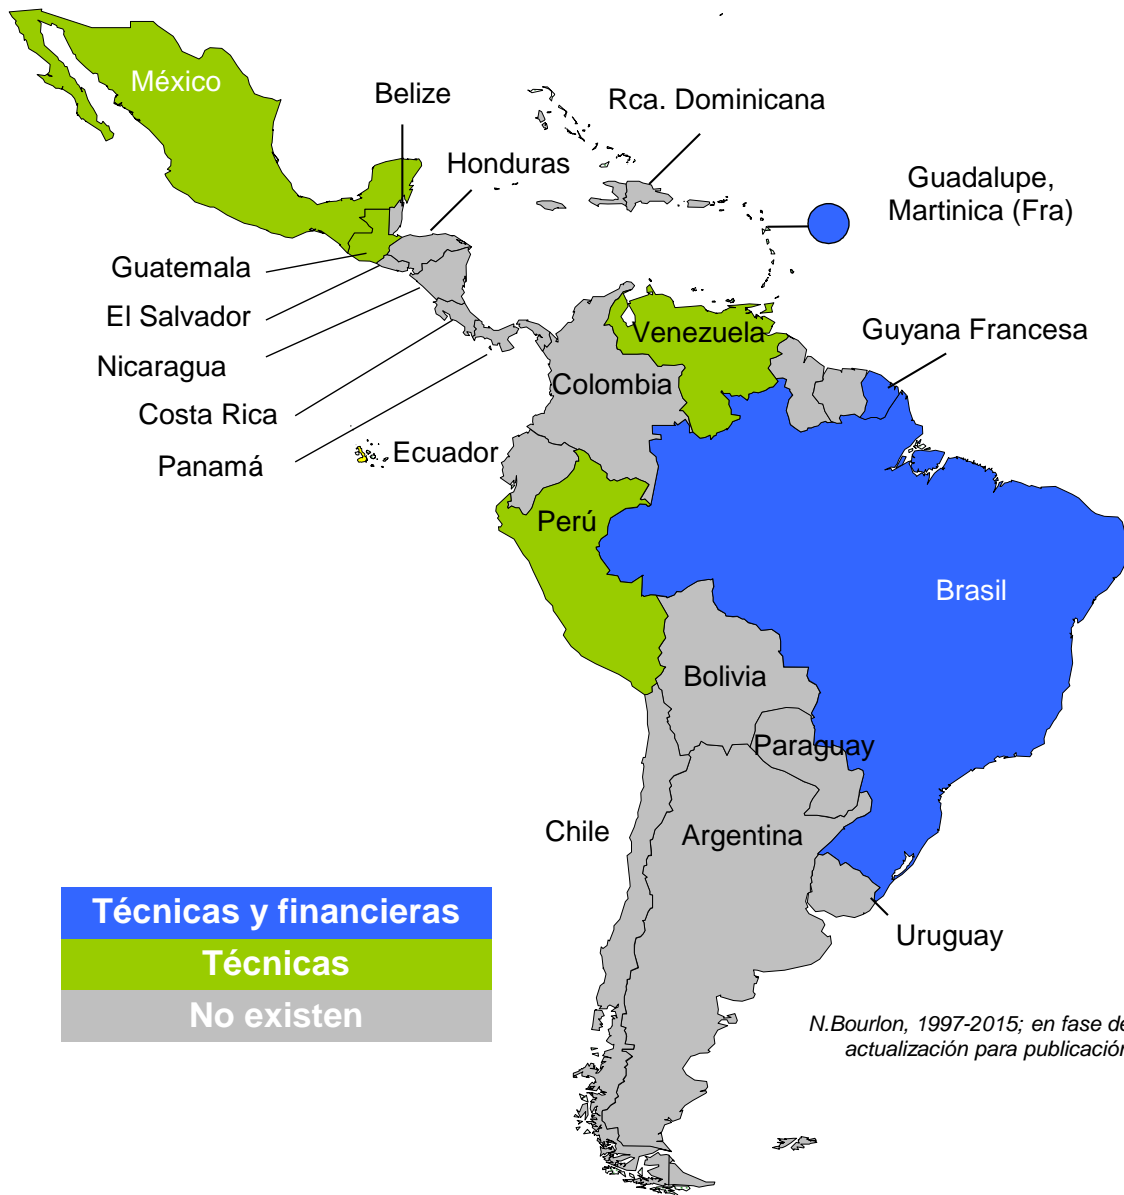 México
Belize
Rca. Dominicana
Honduras
Guadalupe,
Martinica (Fra)
Guatemala
El Salvador
Nicaragua
Costa Rica
Panamá
Venezuela
Guyana Francesa
Colombia
Ecuador
Perú
Brasil
Bolivia
Paraguay
Chile
Argentina
Uruguay
Técnicas y financieras
Técnicas
No existen
N.Bourlon, 1997-2015; en fase de
actualización para publicación